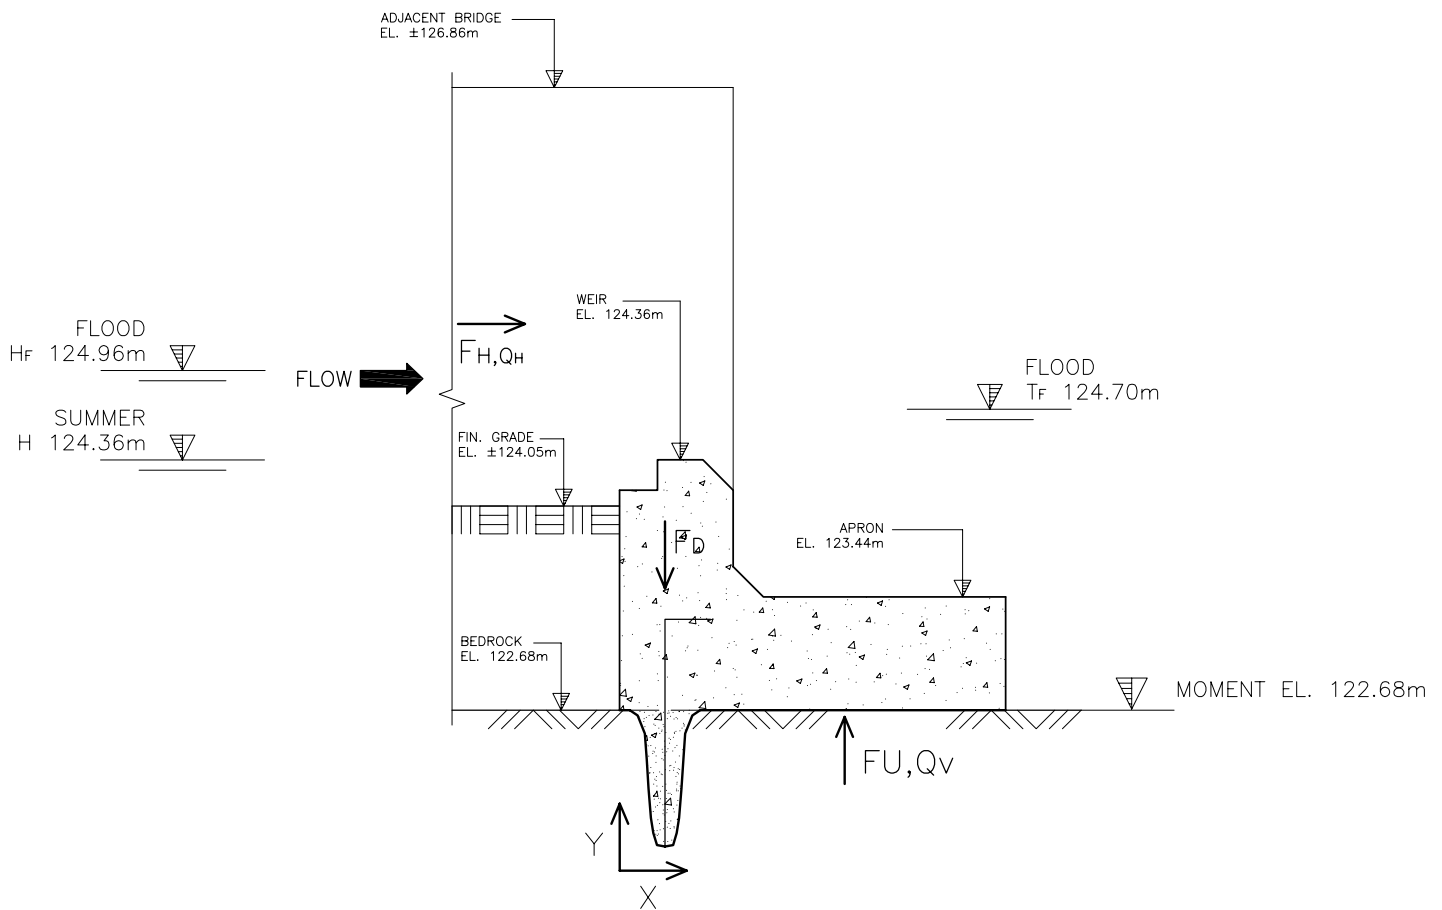 ADJACENT BRIDGE
EL. ±126.86m
WEIR
EL. 124.36m
FLOOD
HF 124.96m
FH,QH
FLOW
FLOOD
TF 124.70m
SUMMER
H 124.36m
FIN. GRADE
EL. ±124.05m
FD
APRON
EL. 123.44m
BEDROCK
EL. 122.68m
MOMENT EL. 122.68m
FU,QV
Y
X